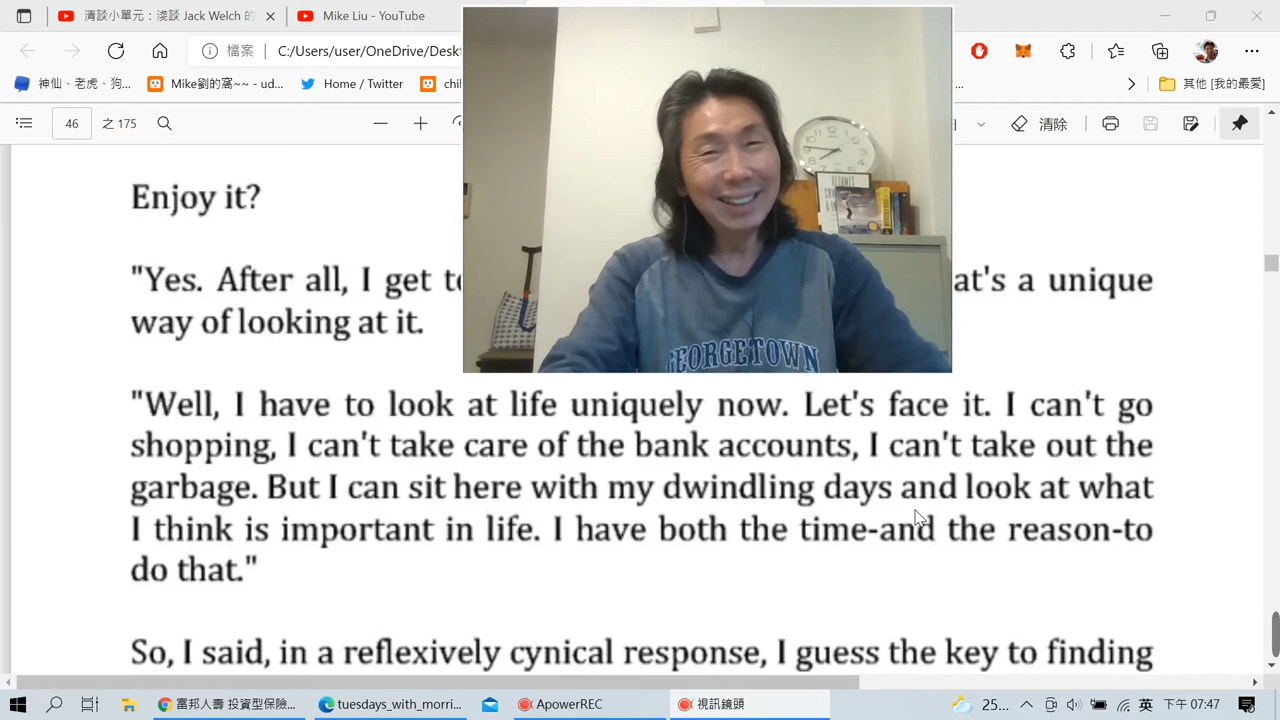 清談小單元：淺談 Jack Welch 的
Mike Liu - YouTube
檔案
C:/Users/user/OneDrive/Deskt
神仙、老虎、狗...
Mike劉的窩~~ - ud...
Home / Twitter
chil
其他 [我的最愛]
46 之 175
清除
Enjoy it?
"Yes. After all, I get to
at's a unique
way of looking at it.
GEORGETOWN
"Well, I have to look at life uniquely now. Let's face it. I can't go
shopping, I can't take care of the bank accounts, I can't take out the
garbage. But I can sit here with my dwindling days and look at what
I think is important in life. I have both the time-and the reason-to
do that."
So, I said, in a reflexively cynical response, I guess the key to finding
富邦人壽 投資型保險...
tuesdays_with_morri...
ApowerREC
視訊鏡頭
25...
英
下午 07:47